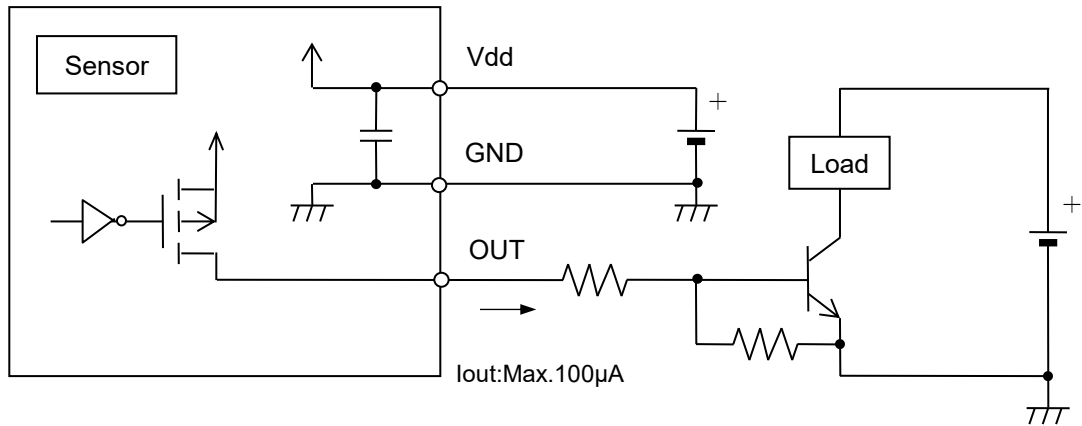 Sensor
Vdd
+
GND
Load
+
OUT
Iout:Max.100µA